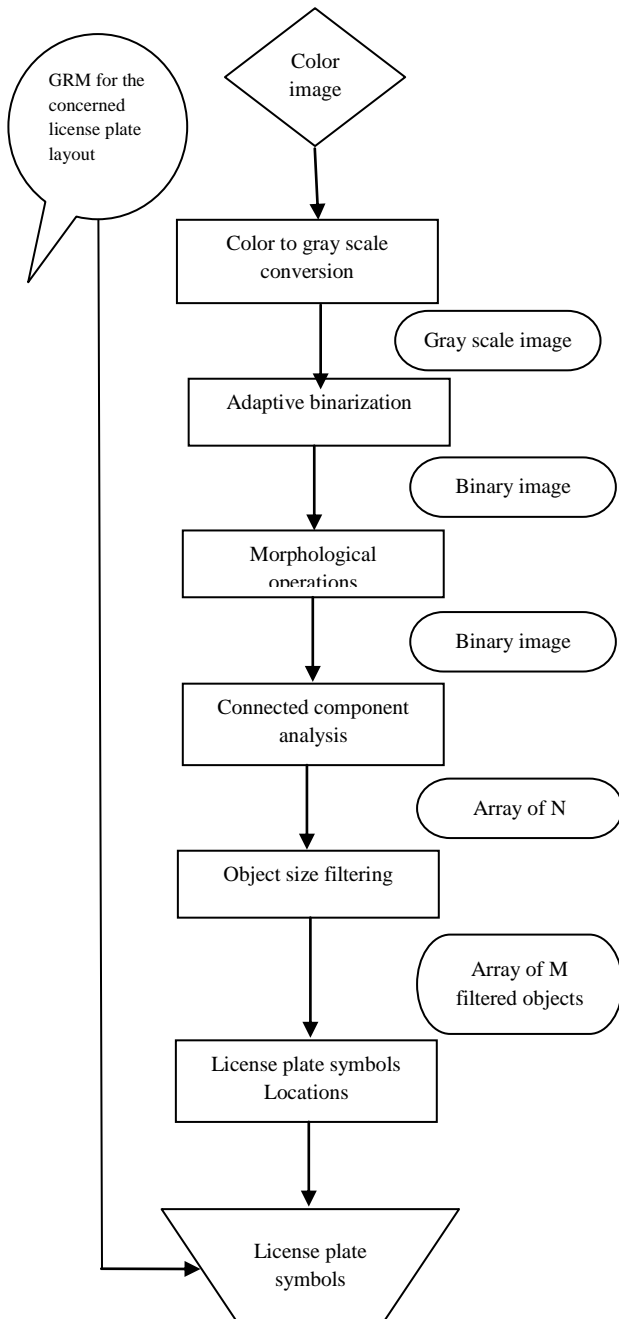 GRM for the
concerned
license plate
layout
Color
image
Color to gray scale
conversion
Gray scale image
Adaptive binarization
Binary image
Morphological
operations
Binary image
Connected component
analysis
Array of N
Object size filtering
Array of M
filtered objects
License plate symbols
Locations
License plate
symbols